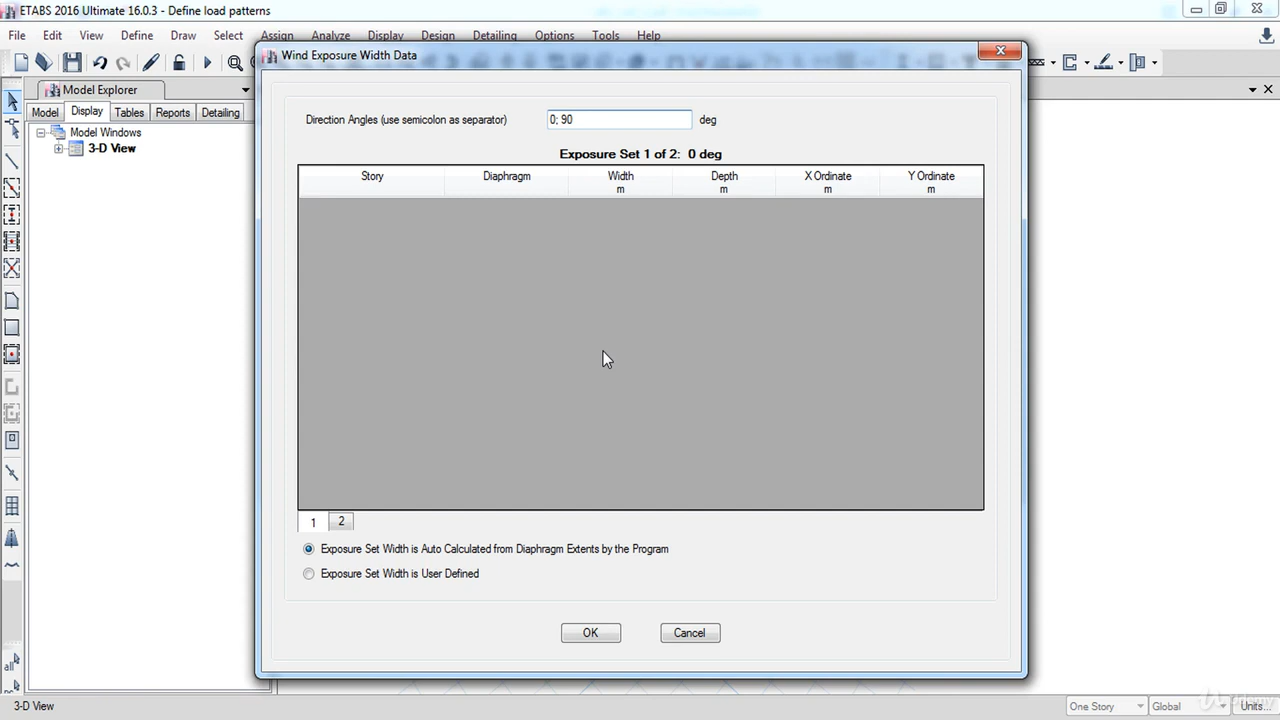 ETABS 2016 Ultimate 16.0.3 - Define load patterns
File Edit View Define Draw Select Assign Analyze Display Design Detailing Options Tools Help
Wind Exposure Width Data
Model Explorer
Model Display Tables Reports Detailing
Model Windows
3-D View
Direction Angles (use semicolon as separator) 0; 90 deg
Exposure Set 1 of 2: 0 deg
Story Diaphragm Width Depth X Ordinate Y Ordinate
m m m m
1 2
Exposure Set Width is Auto Calculated from Diaphragm Extents by the Program
Exposure Set Width is User Defined
OK Cancel
all
3-D View One Story Global Units...
Udemy